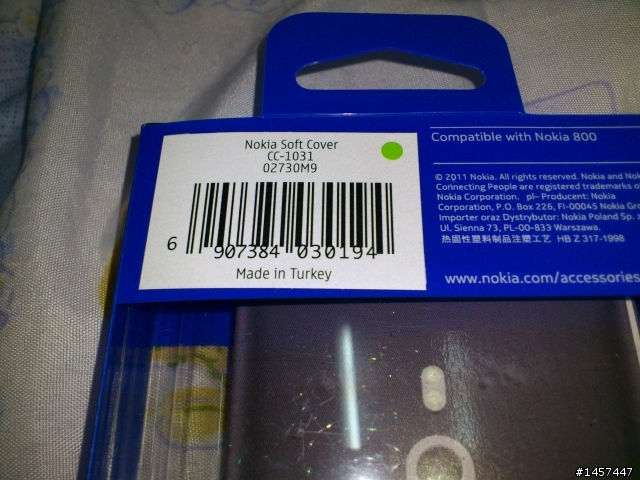 Nokia Soft Cover
CC-1031
02730M9
6 907384 030194
Made in Turkey
Compatible with Nokia 800
© 2011 Nokia. All rights reserved. Nokia and Nok
Connecting People are registered trademarks of
Nokia Corporation. pl– Producent: Nokia
Corporation, P.O. Box 226, FI-00045 Nokia Gro
Importer oraz Dystrybutor: Nokia Poland Sp. z
Ul. Sienna 73, PL-00-833 Warszawa.
热固性塑料制品注塑工艺 HB Z 317-1998
www.nokia.com/accessories
#1457447